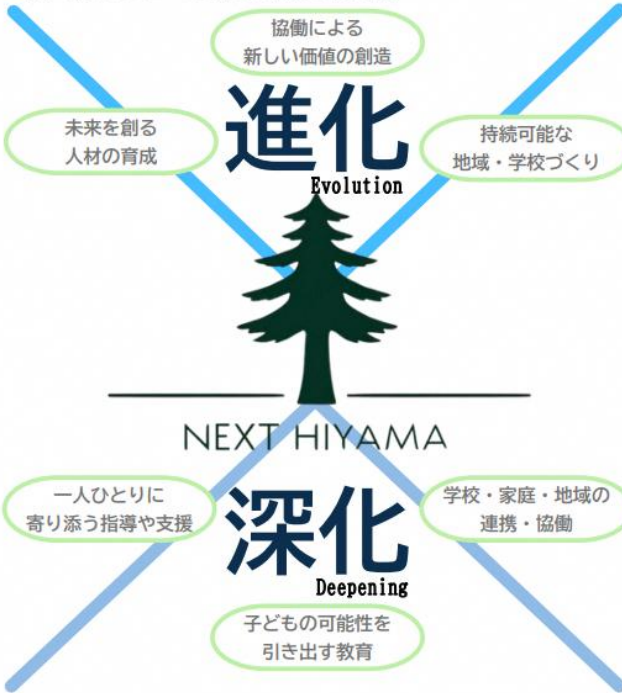 協働による
新しい価値の創造
未来を創る
人材の育成
進化
Evolution
持続可能な
地域・学校づくり
NEXT HIYAMA
一人ひとりに
寄り添う指導や支援
深化
Deepening
学校・家庭・地域の
連携・協働
子どもの可能性を
引き出す教育